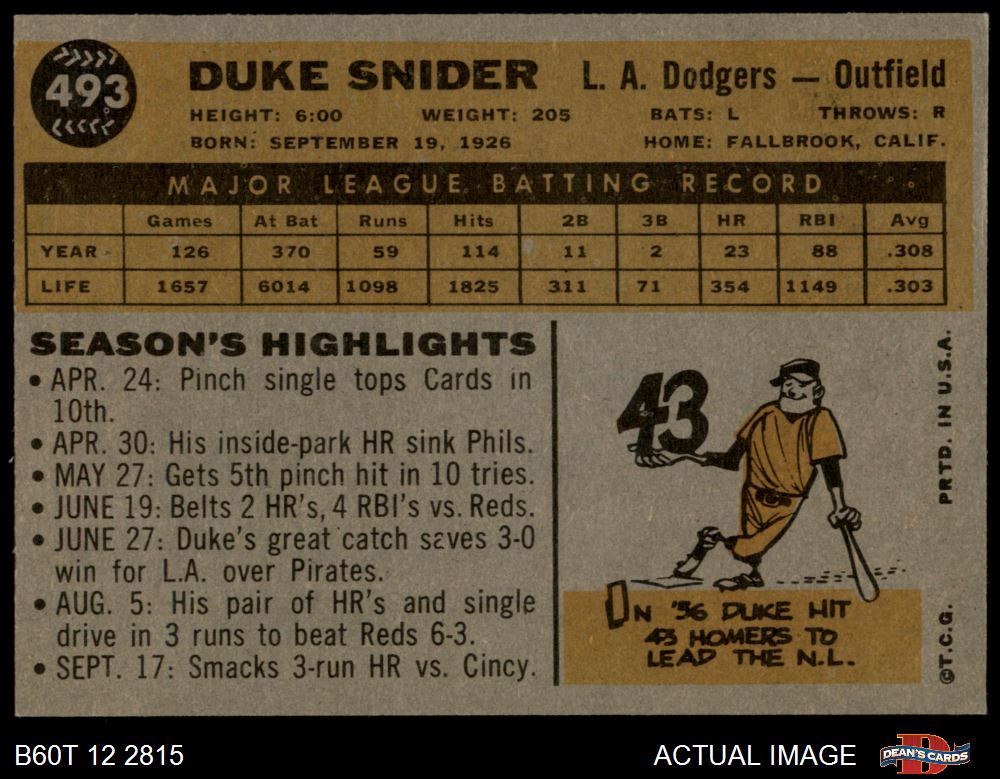 493
DUKE SNIDER L. A. Dodgers — Outfield
HEIGHT: 6:00 WEIGHT: 205 BATS: L THROWS: R
BORN: SEPTEMBER 19, 1926 HOME: FALLBROOK, CALIF.
MAJOR LEAGUE BATTING RECORD
Games At Bat Runs Hits 2B 3B HR RBI Avg
YEAR 126 370 59 114 11 2 23 88 .308
LIFE 1657 6014 1098 1825 311 71 354 1149 .303
SEASON'S HIGHLIGHTS
• APR. 24: Pinch single tops Cards in
10th.
• APR. 30: His inside-park HR sink Phils.
• MAY 27: Gets 5th pinch hit in 10 tries.
• JUNE 19: Belts 2 HR's, 4 RBI's vs. Reds.
• JUNE 27: Duke's great catch saves 3-0
win for L.A. over Pirates.
• AUG. 5: His pair of HR's and single
drive in 3 runs to beat Reds 6-3.
• SEPT. 17: Smacks 3-run HR vs. Cincy.
43
IN '56 DUKE HIT
43 HOMERS TO
LEAD THE N.L.
PRTD. IN U.S.A.
©T.C.G.
B60T 12 2815 ACTUAL IMAGE DEAN'S CARDS